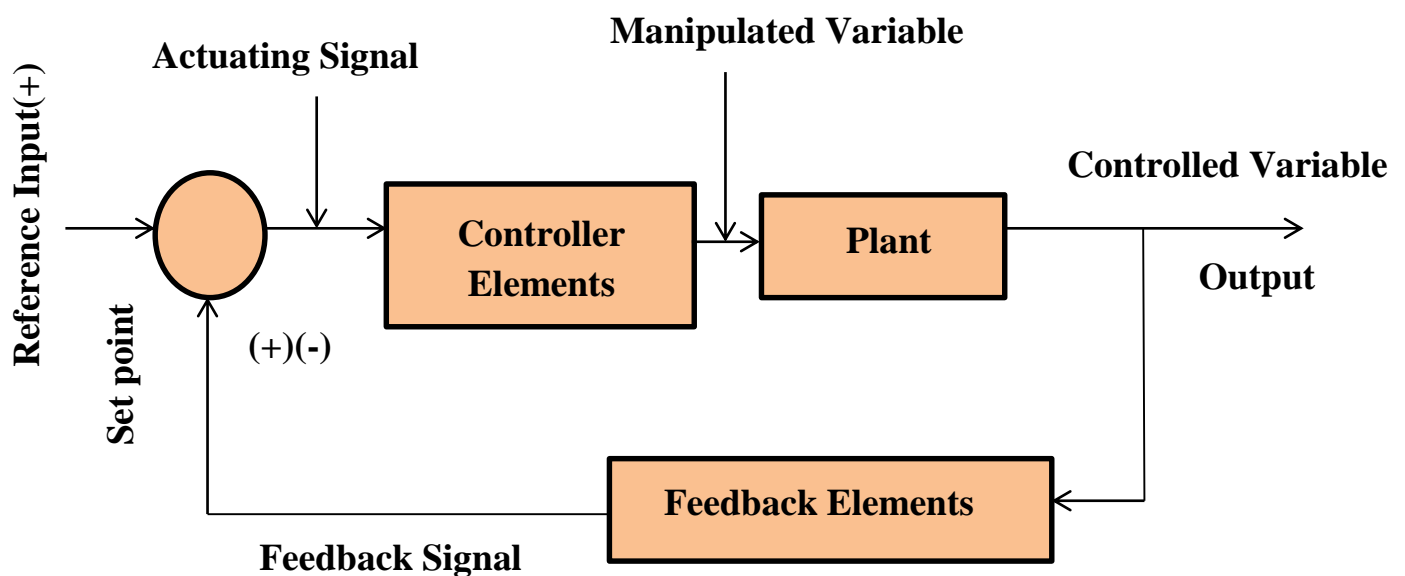 Manipulated Variable
Actuating Signal
Reference Input(+)
Controlled Variable
Controller
Elements
Plant
Output
Set point
(+)(-)
Feedback Elements
Feedback Signal